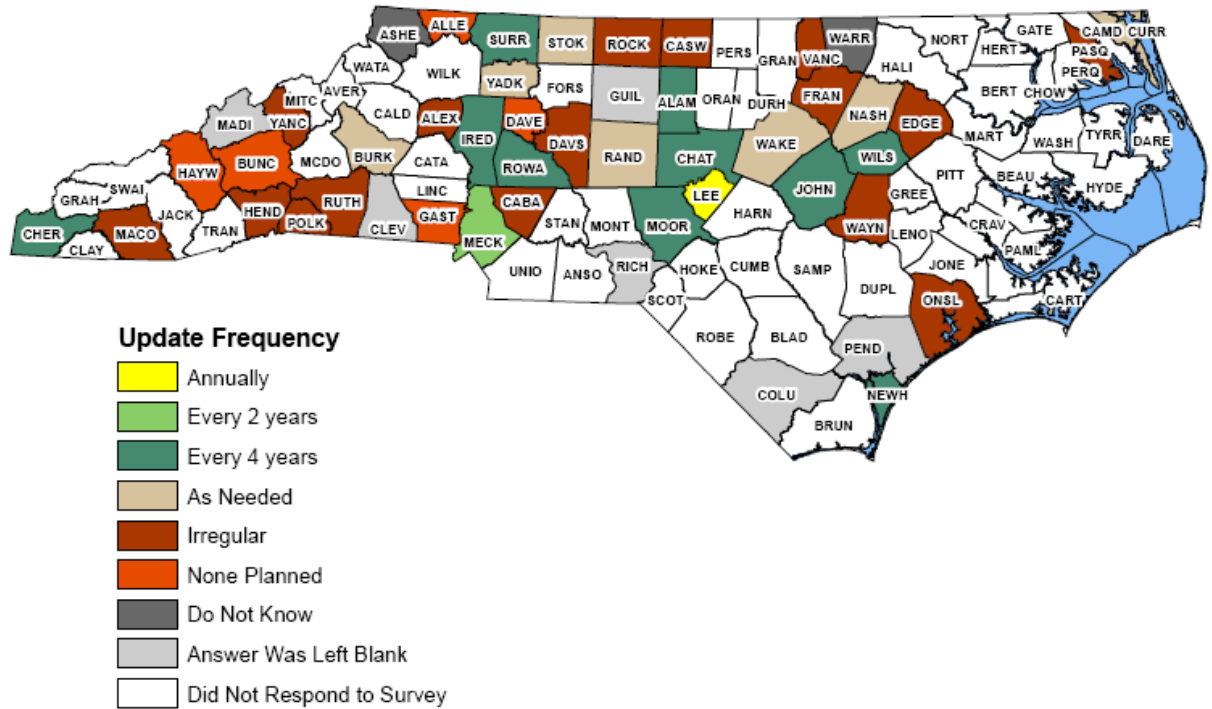 ALLE
ASHE
SURR
STOK
ROCK
CASW
PERS
VANC
WARR
NORT
HERT
GATE
CAMD
CURR
PASQ
PERQ
GRAN
HALI
WATA
WILK
YADK
FORS
GUIL
ALAM
ORAN
DURH
FRAN
NASH
EDGE
BERT
CHOW
MITC
AVER
CALD
ALEX
IRED
DAVE
DAVS
RAND
CHAT
WAKE
WILS
MART
WASH
TYRR
DARE
MADI
YANC
BURK
MCDO
CATA
ROWA
HAYW
BUNC
LINC
LEE
JOHN
GREE
PITT
BEAU
HYDE
GRAH
SWAI
JACK
HEND
POLK
RUTH
CLEV
GAST
CABA
STAN
MONT
MOOR
HARN
WAYN
LENO
CRAV
PAML
CHER
CLAY
MACO
TRAN
MECK
UNIO
ANSO
RICH
HOKE
CUMB
SAMP
DUPL
JONE
ONSL
CART
SCOT
ROBE
BLAD
PEND
COLU
NEWH
BRUN
Update Frequency
Annually
Every 2 years
Every 4 years
As Needed
Irregular
None Planned
Do Not Know
Answer Was Left Blank
Did Not Respond to Survey